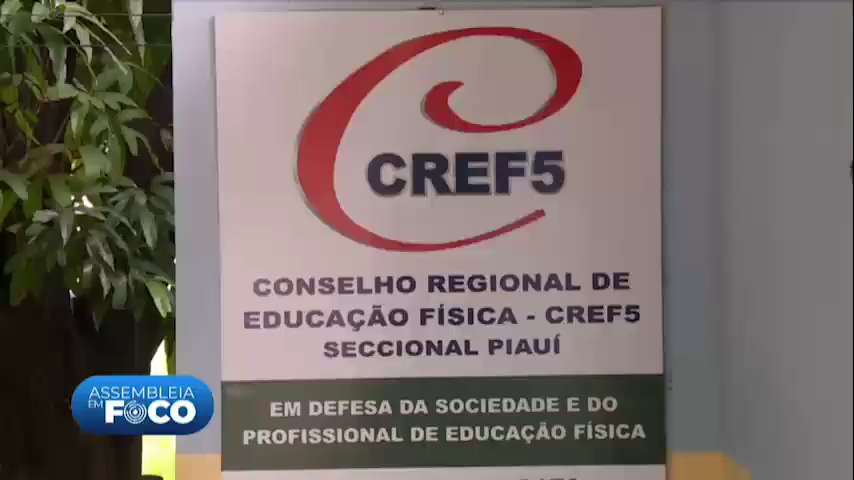 CREF5
CONSELHO REGIONAL DE
EDUCAÇÃO FÍSICA - CREF5
SECCIONAL PIAUÍ
EM DEFESA DA SOCIEDADE E DO
PROFISSIONAL DE EDUCAÇÃO FÍSICA
ASSEMBLEIA
EM FOCO